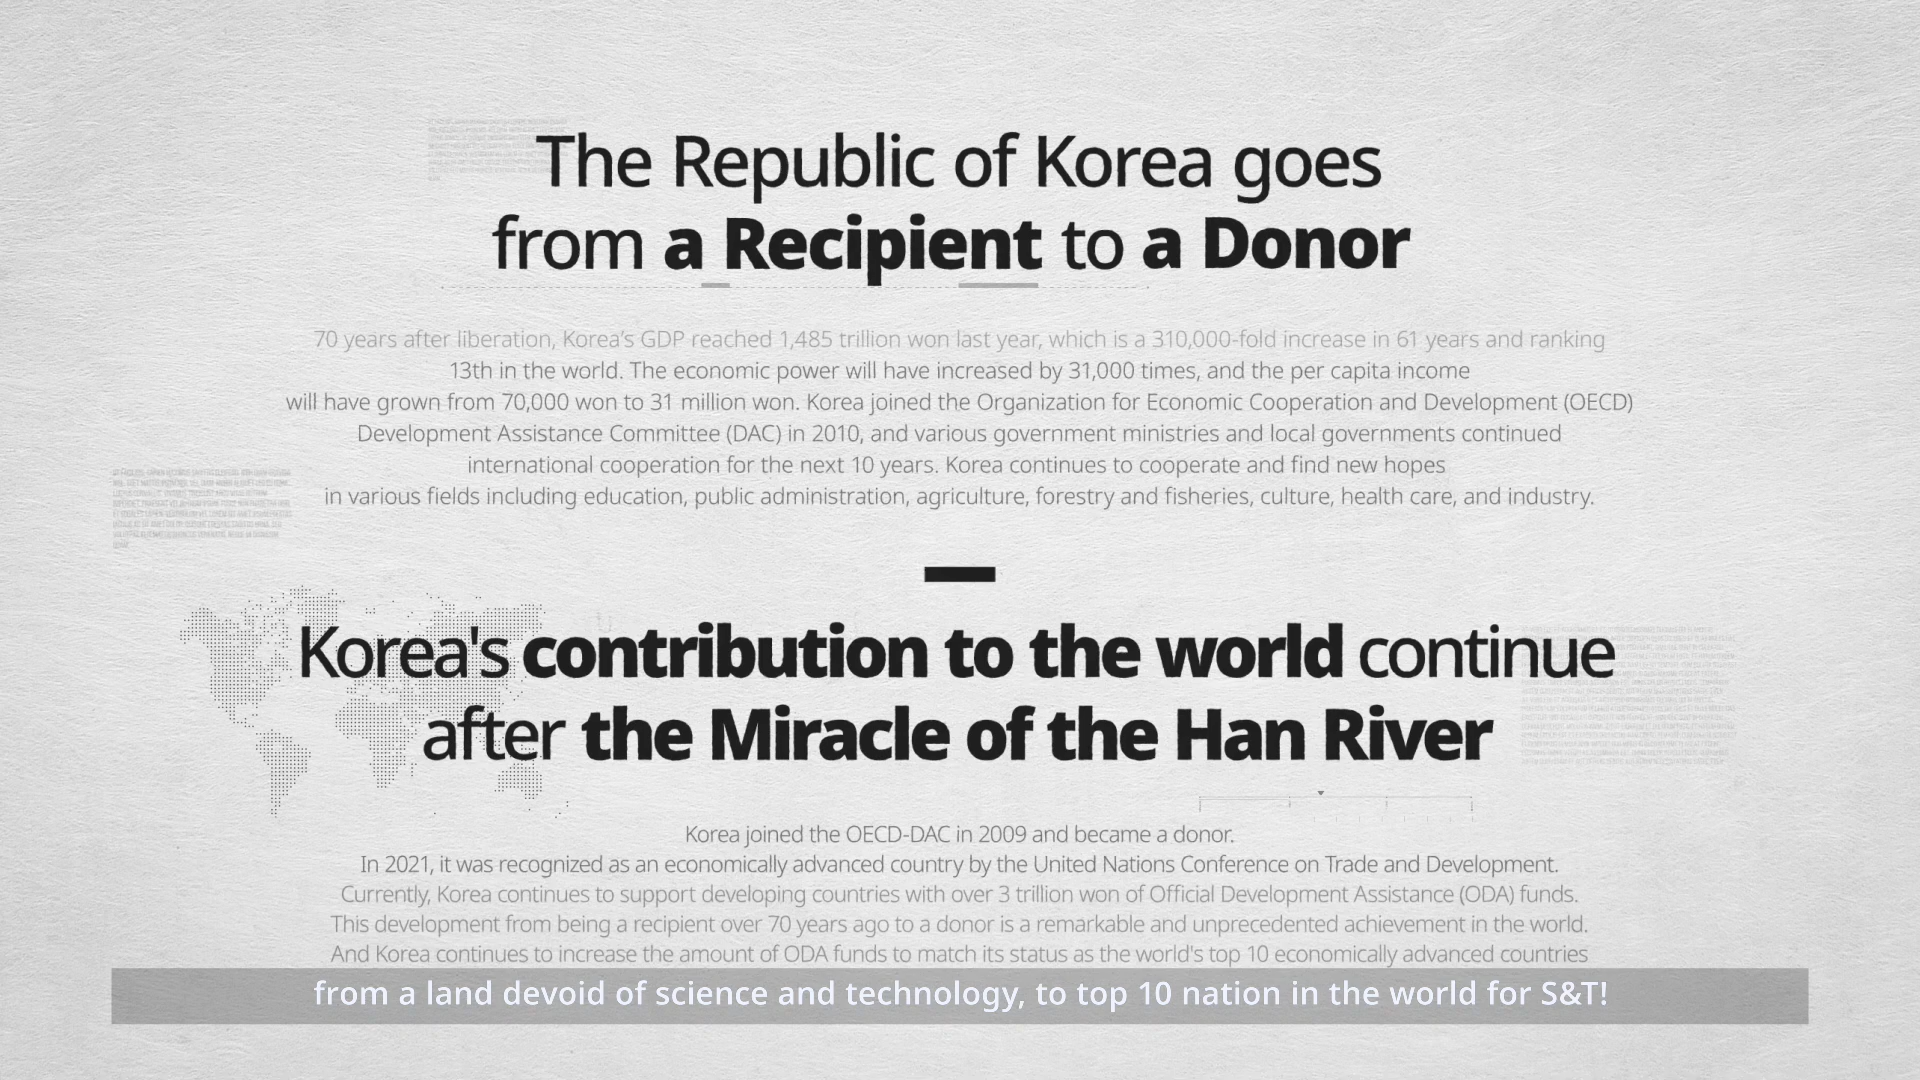 The Republic of Korea goes
from a Recipient to a Donor
70 years after liberation, Korea's GDP reached 1,485 trillion won last year, which is a 310,000-fold increase in 61 years and ranking
13th in the world. The economic power will have increased by 31,000 times, and the per capita income
will have grown from 70,000 won to 31 million won. Korea joined the Organization for Economic Cooperation and Development (OECD)
Development Assistance Committee (DAC) in 2010, and various government ministries and local governments continued
international cooperation for the next 10 years. Korea continues to cooperate and find new hopes
in various fields including education, public administration, agriculture, forestry and fisheries, culture, health care, and industry.
Korea's contribution to the world continue
after the Miracle of the Han River
Korea joined the OECD-DAC in 2009 and became a donor.
In 2021, it was recognized as an economically advanced country by the United Nations Conference on Trade and Development.
Currently, Korea continues to support developing countries with over 3 trillion won of Official Development Assistance (ODA) funds.
This development from being a recipient over 70 years ago to a donor is a remarkable and unprecedented achievement in the world.
And Korea continues to increase the amount of ODA funds to match its status as the world's top 10 economically advanced countries
from a land devoid of science and technology, to top 10 nation in the world for S&T!